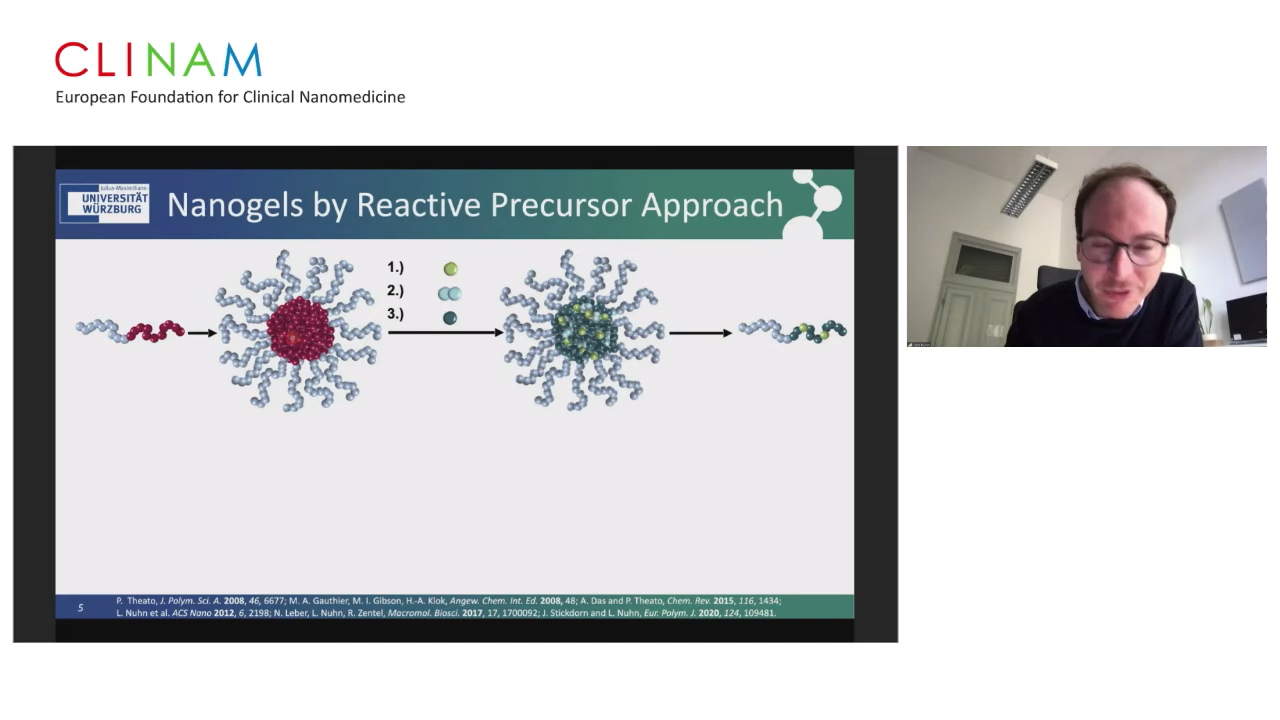 CLINAM
European Foundation for Clinical Nanomedicine
Julius-Maximilians-
UNIVERSITÄT
WÜRZBURG
Nanogels by Reactive Precursor Approach
1.)
2.)
3.)
5
P. Theato, J. Polym. Sci. A. 2008, 46, 6677; M. A. Gauthier, M. I. Gibson, H.-A. Klok, Angew. Chem. Int. Ed. 2008, 48; A. Das and P. Theato, Chem. Rev. 2015, 116, 1434;
L. Nuhn et al. ACS Nano 2012, 6, 2198; N. Leber, L. Nuhn, R. Zentel, Macromol. Biosci. 2017, 17, 1700092; J. Stickdorn and L. Nuhn, Eur. Polym. J. 2020, 124, 109481.